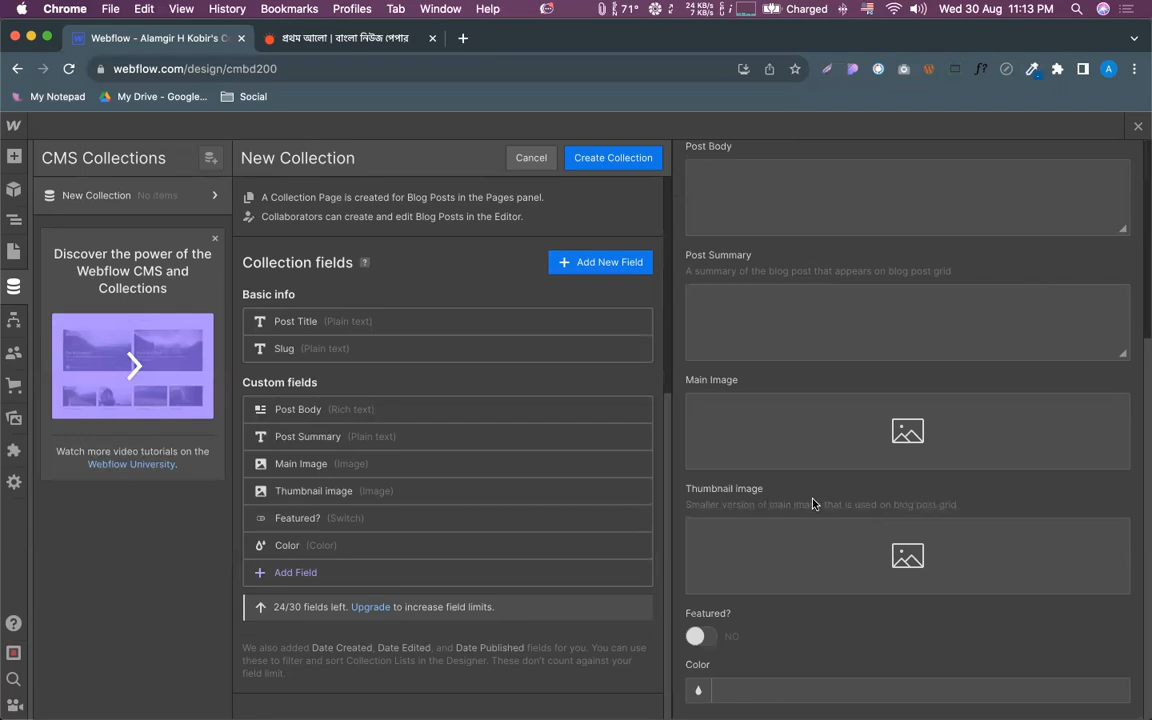 Chrome File Edit View History Bookmarks Profiles Tab Window Help 71° 24 KB/s 7 KB/s Charged Wed 30 Aug 11:13 PM
Webflow - Alamgir H Kobir's C
প্রথম আলো | বাংলা নিউজ পেপার
webflow.com/design/cmbd200
A
My Notepad My Drive - Google... Social
CMS Collections
New Collection No items
Discover the power of the
Webflow CMS and
Collections
Watch more video tutorials on the
Webflow University.
New Collection Cancel Create Collection
A Collection Page is created for Blog Posts in the Pages panel.
Collaborators can create and edit Blog Posts in the Editor.
Collection fields ? + Add New Field
Basic info
Post Title (Plain text)
Slug (Plain text)
Custom fields
Post Body (Rich text)
Post Summary (Plain text)
Main Image (Image)
Thumbnail image (Image)
Featured? (Switch)
Color (Color)
+ Add Field
24/30 fields left. Upgrade to increase field limits.
We also added Date Created, Date Edited, and Date Published fields for you. You can use
these to filter and sort Collection Lists in the Designer. These don't count against your
field limit.
Post Body
Post Summary
A summary of the blog post that appears on blog post grid
Main Image
Thumbnail image
Smaller version of main image that is used on blog post grid.
Featured?
NO
Color